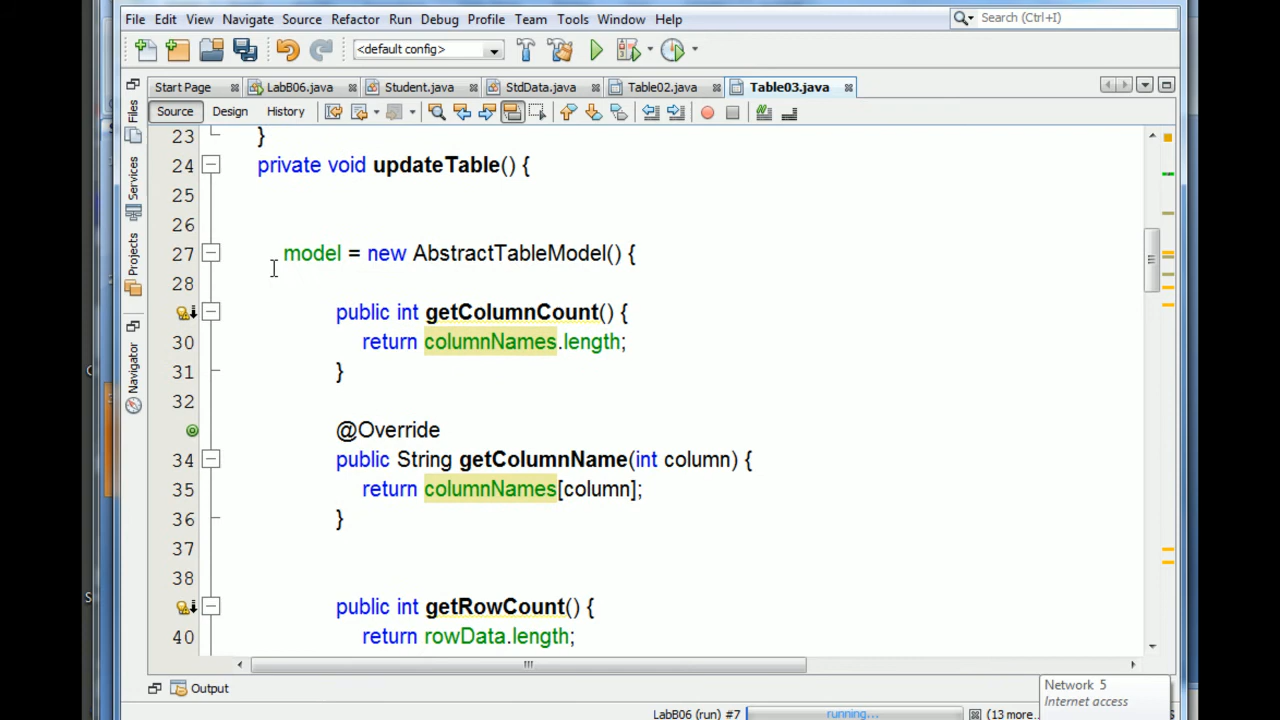 File Edit View Navigate Source Refactor Run Debug Profile Team Tools Window Help
Search (Ctrl+I)
<default config>
Start Page LabB06.java Student.java StdData.java Table02.java Table03.java
Source Design History
Files
Services
Projects
Navigator
23 }
24 private void updateTable() {
25
26
27 model = new AbstractTableModel() {
28
public int getColumnCount() {
30 return columnNames.length;
31 }
32
@Override
34 public String getColumnName(int column) {
35 return columnNames[column];
36 }
37
38
public int getRowCount() {
40 return rowData.length;
Output
Network 5
Internet access
LabB06 (run) #7 running... (13 more...